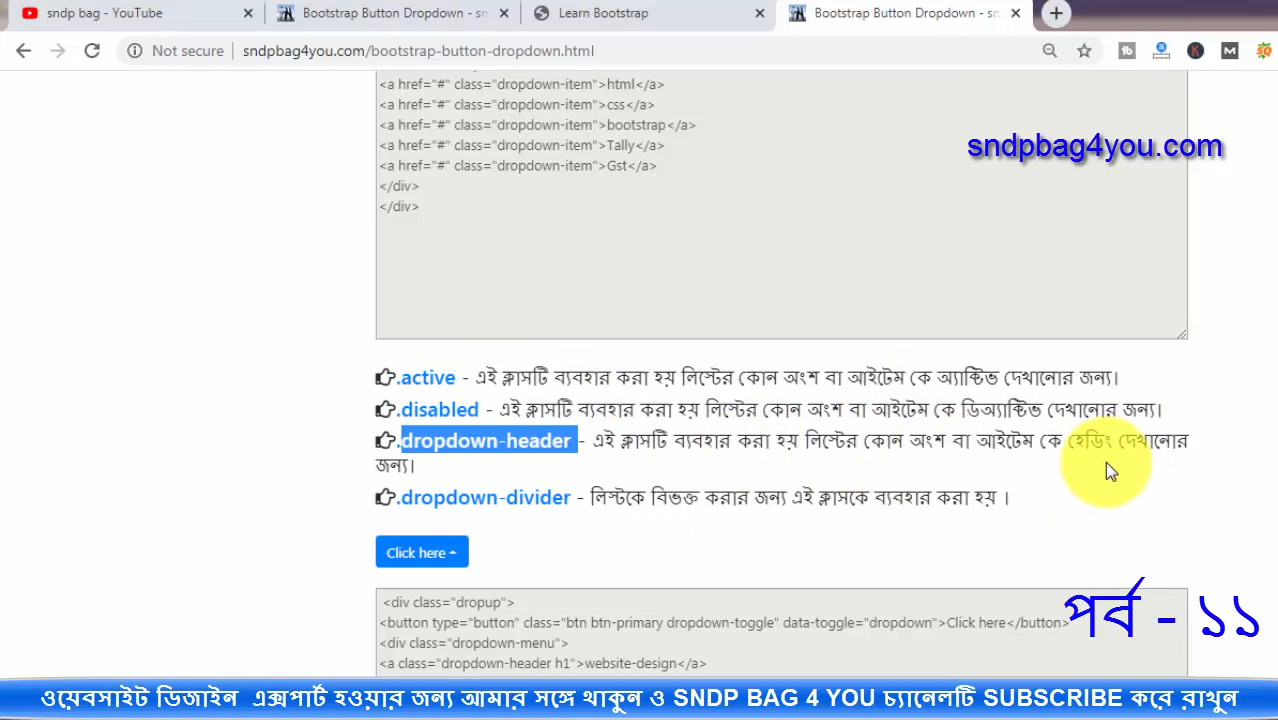 sndp bag - YouTube
Bootstrap Button Dropdown - sn
Learn Bootstrap
Bootstrap Button Dropdown - sn
Not secure | sndpbag4you.com/bootstrap-button-dropdown.html
<a href="#" class="dropdown-item">html</a>
<a href="#" class="dropdown-item">css</a>
<a href="#" class="dropdown-item">bootstrap</a>
<a href="#" class="dropdown-item">Tally</a>
<a href="#" class="dropdown-item">Gst</a>
</div>
</div>
sndpbag4you.com
.active - এই ক্লাসটি ব্যবহার করা হয় লিস্টের কোন অংশ বা আইটেম কে অ্যাক্টিভ দেখানোর জন্য।
.disabled - এই ক্লাসটি ব্যবহার করা হয় লিস্টের কোন অংশ বা আইটেম কে ডিঅ্যাক্টিভ দেখানোর জন্য।
.dropdown-header - এই ক্লাসটি ব্যবহার করা হয় লিস্টের কোন অংশ বা আইটেম কে হেডিং দেখানোর
জন্য।
.dropdown-divider - লিস্টকে বিভক্ত করার জন্য এই ক্লাসকে ব্যবহার করা হয় ।
Click here
<div class="dropup">
<button type="button" class="btn btn-primary dropdown-toggle" data-toggle="dropdown">Click here</button>
<div class="dropdown-menu">
<a class="dropdown-header h1">website-design</a>
পর্ব - ১১
ওয়েবসাইট ডিজাইন এক্সপার্ট হওয়ার জন্য আমার সঙ্গে থাকুন ও SNDP BAG 4 YOU চ্যানেলটি SUBSCRIBE করে রাখুন